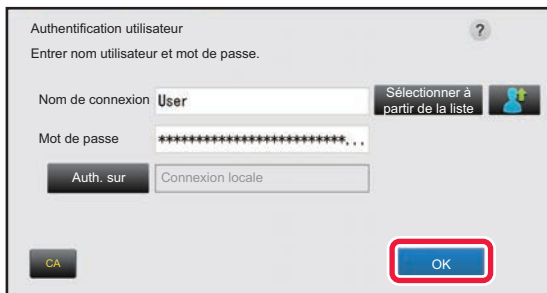 Authentification utilisateur
?
Entrer nom utilisateur et mot de passe.
Nom de connexion
User
Sélectionner à
partir de la liste
Mot de passe
*************************...
Auth. sur
Connexion locale
CA
OK